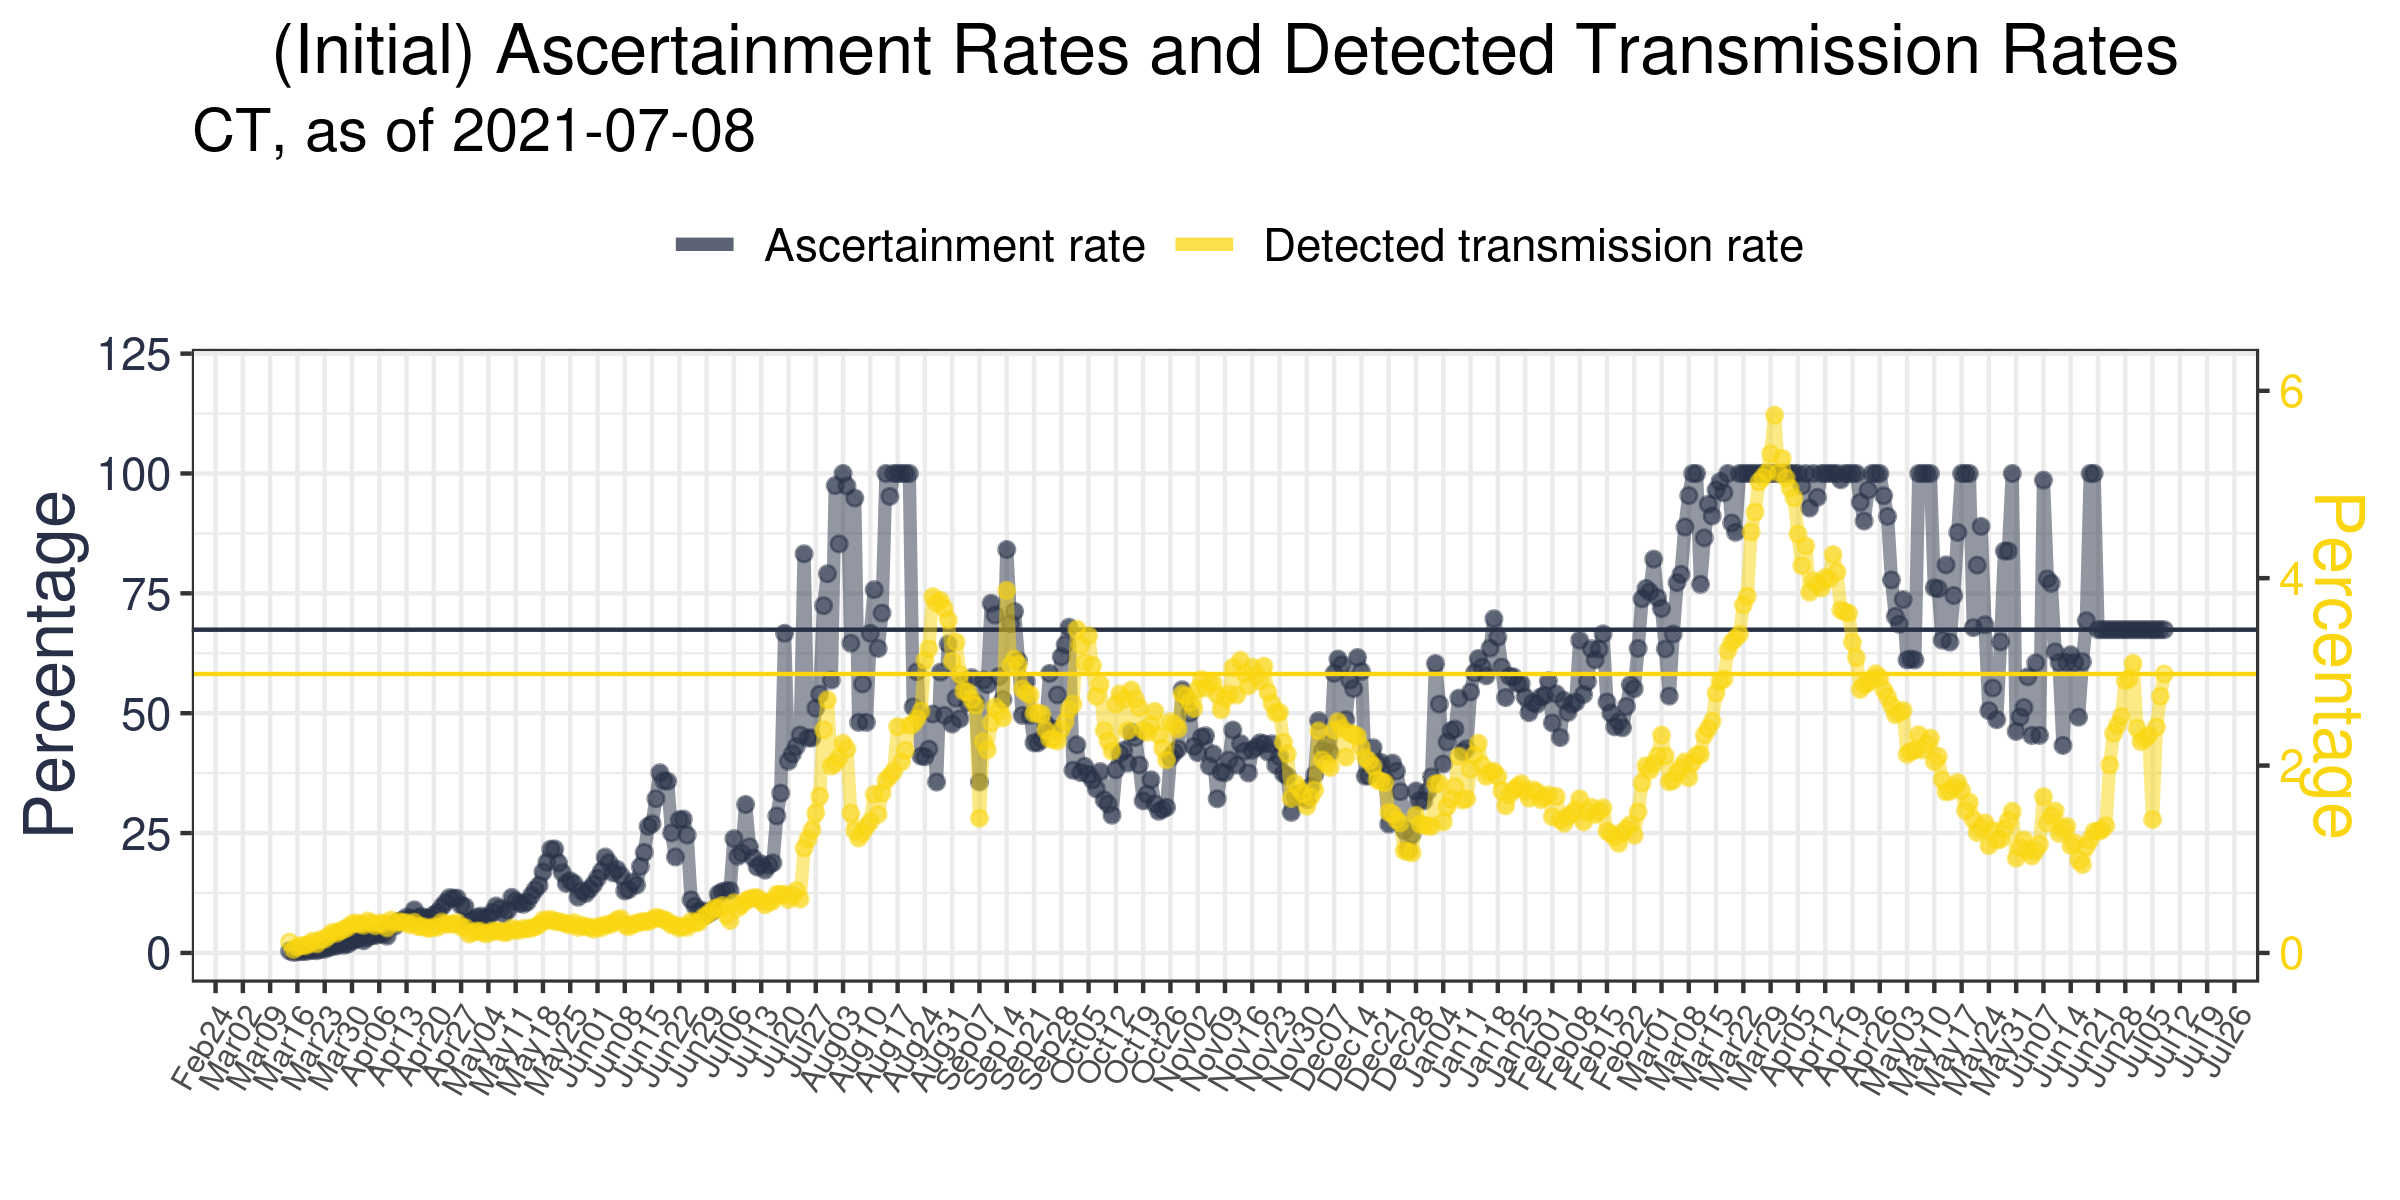 (Initial) Ascertainment Rates and Detected Transmission Rates
CT, as of 2021-07-08
Ascertainment rate Detected transmission rate
Percentage
125
100
75
50
25
0
6
4
2
0
Percentage
Feb24 Mar02 Mar09 Mar16 Mar23 Mar30 Apr06 Apr13 Apr20 Apr27 May04 May11 May18 May25 Jun01 Jun08 Jun15 Jun22 Jun29 Jul06 Jul13 Jul20 Jul27 Aug03 Aug10 Aug17 Aug24 Aug31 Sep07 Sep14 Sep21 Sep28 Oct05 Oct12 Oct19 Oct26 Nov02 Nov09 Nov16 Nov23 Nov30 Dec07 Dec14 Dec21 Dec28 Jan04 Jan11 Jan18 Jan25 Feb01 Feb08 Feb15 Feb22 Mar01 Mar08 Mar15 Mar22 Mar29 Apr05 Apr12 Apr19 Apr26 May03 May10 May17 May24 May31 Jun07 Jun14 Jun21 Jun28 Jul05 Jul12 Jul19 Jul26